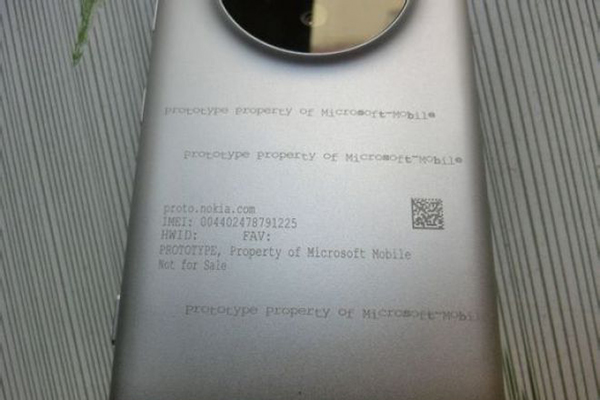 prototype property of Microsoft-Mobile
prototype property of Microsoft-Mobile
proto.nokia.com
IMEI: 004402478791225
HWID: FAV:
PROTOTYPE, Property of Microsoft Mobile
Not for Sale
prototype property of Microsoft-Mobil